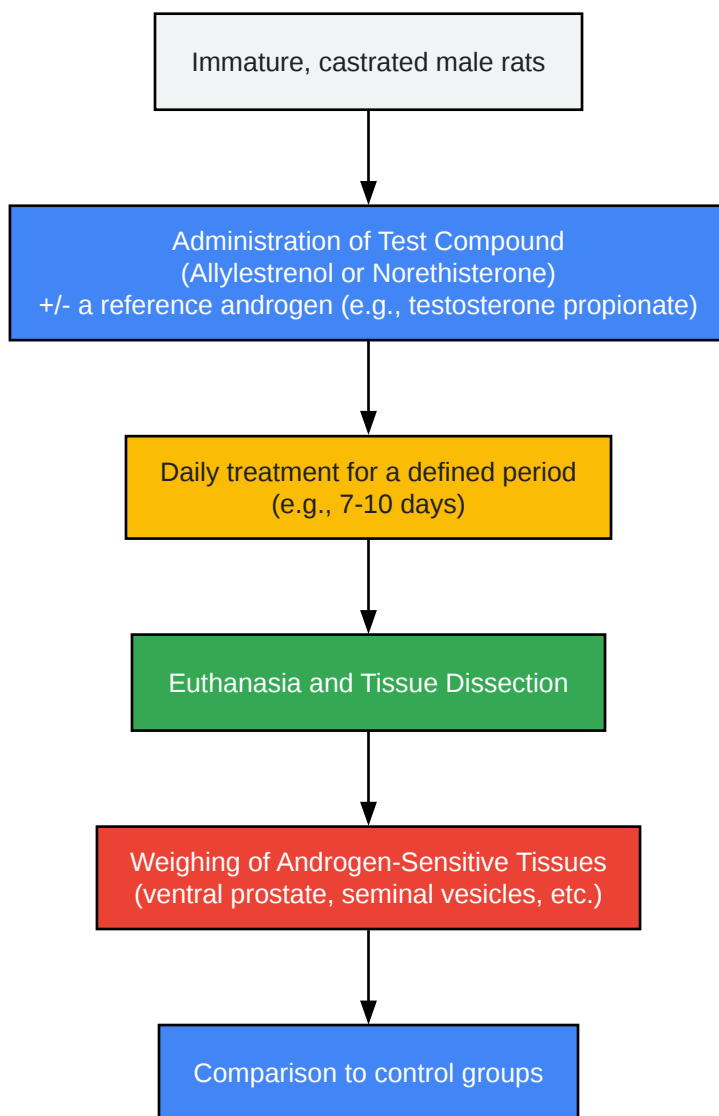 Immature, castrated male rats
Administration of Test Compound
(Allylestrenol or Norethisterone)
+/- a reference androgen (e.g., testosterone propionate)
Daily treatment for a defined period
(e.g., 7-10 days)
Euthanasia and Tissue Dissection
Weighing of Androgen-Sensitive Tissues
(ventral prostate, seminal vesicles, etc.)
Comparison to control groups